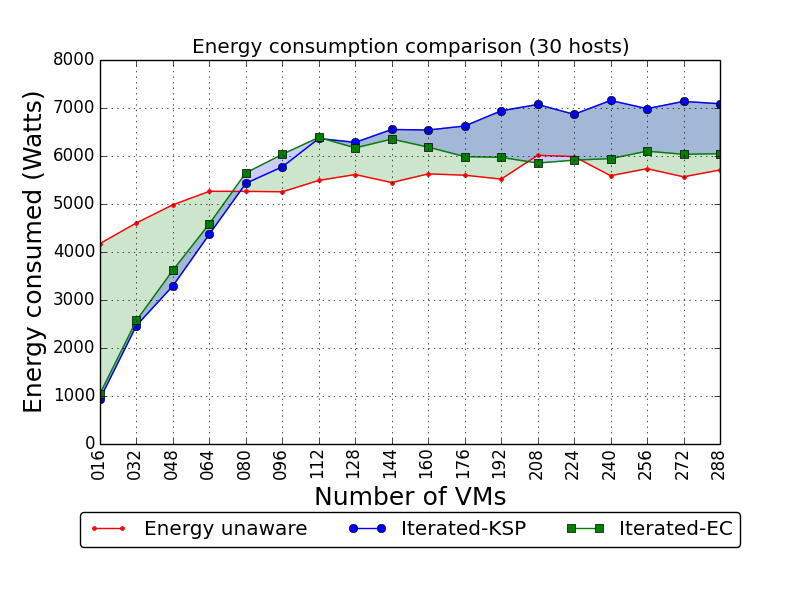 Energy consumption comparison (30 hosts)
8000
7000
6000
5000
4000
3000
2000
1000
0
Energy consumed (Watts)
016 032 048 064 080 096 112 128 144 160 176 192 208 224 240 256 272 288
Number of VMs
Energy unaware Iterated-KSP Iterated-EC